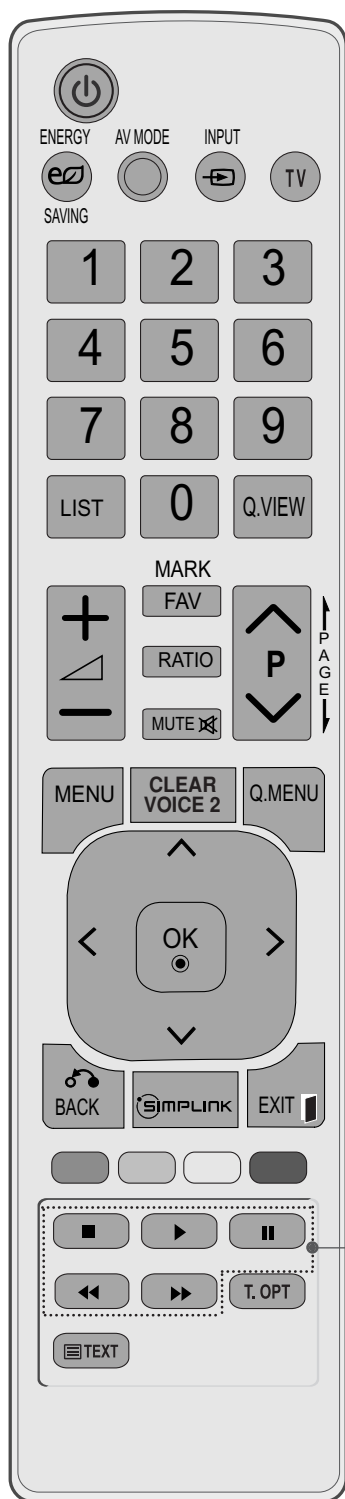 ENERGY AV MODE INPUT
TV
SAVING
1 2 3
4 5 6
7 8 9
LIST 0 Q.VIEW
MARK
FAV
RATIO
MUTE
P
PAGE
MENU CLEAR VOICE 2 Q.MENU
OK
BACK SIMPLINK EXIT
T. OPT
TEXT